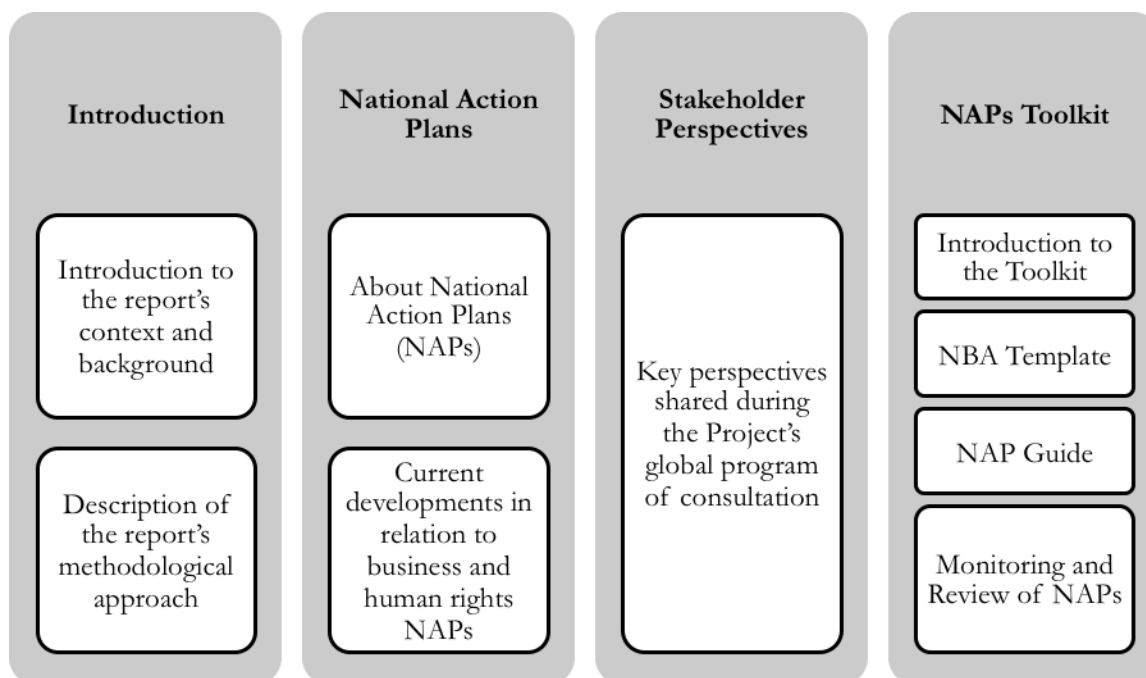 Introduction
Introduction to
the report’s
context and
background
Description of
the report’s
methodological
approach
National Action
Plans
About National
Action Plans
(NAPs)
Current
developments in
relation to
business and
human rights
NAPs
Stakeholder
Perspectives
Key perspectives
shared during
the Project’s
global program
of consultation
NAPs Toolkit
Introduction to
the Toolkit
NBA Template
NAP Guide
Monitoring and
Review of NAPs